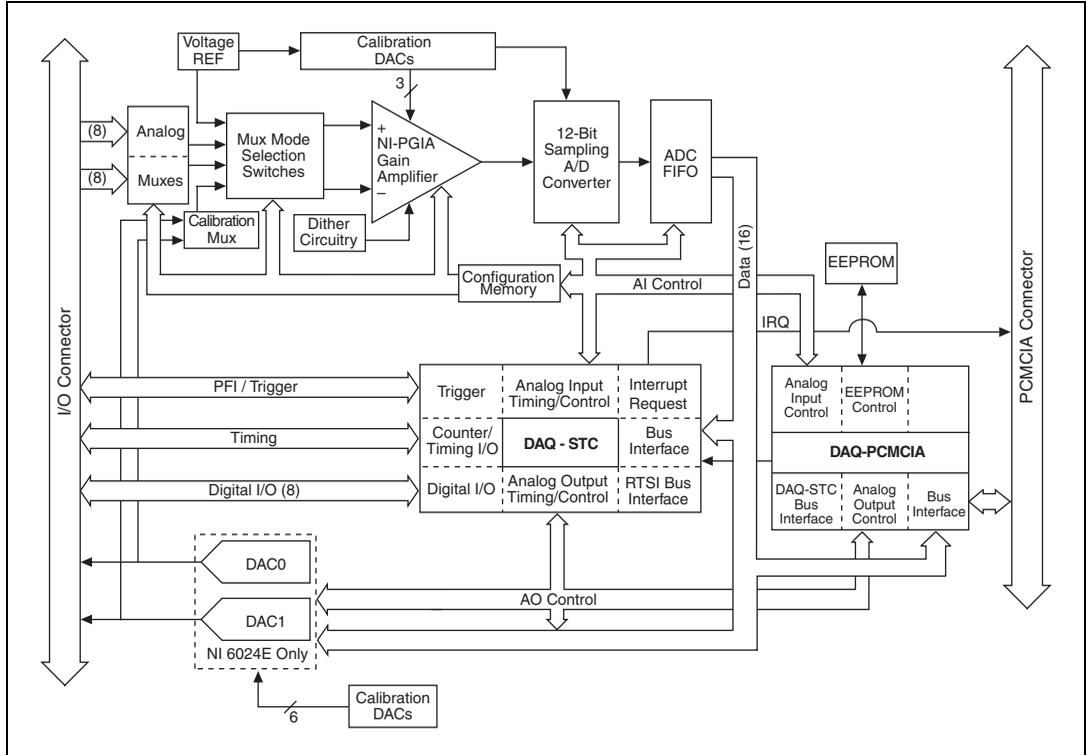 Voltage
REF
Calibration
DACs
3
(8)
(8)
Analog
Muxes
Mux Mode
Selection
Switches
+
NI-PGIA
Gain
Amplifier
–
12-Bit
Sampling
A/D
Converter
ADC
FIFO
Calibration
Mux
Dither
Circuitry
Configuration
Memory
AI Control
Data (16)
EEPROM
IRQ
I/O Connector
PCMCIA Connector
PFI / Trigger
Timing
Digital I/O (8)
Trigger
Analog Input
Timing/Control
Interrupt
Request
Counter/
Timing I/O
DAQ - STC
Bus
Interface
Digital I/O
Analog Output
Timing/Control
RTSI Bus
Interface
Analog
Input
Control
EEPROM
Control
DAQ-PCMCIA
DAQ-STC
Bus
Interface
Analog
Output
Control
Bus
Interface
DAC0
DAC1
NI 6024E Only
AO Control
6
Calibration
DACs